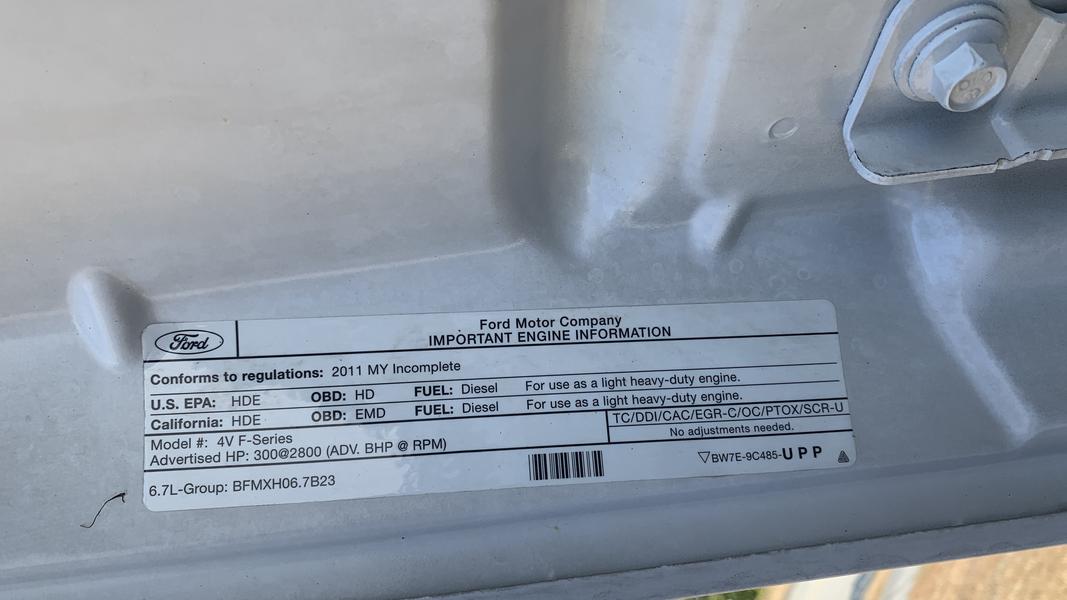 Ford
Ford Motor Company
IMPORTANT ENGINE INFORMATION
Conforms to regulations: 2011 MY Incomplete
U.S. EPA: HDE OBD: HD FUEL: Diesel For use as a light heavy-duty engine.
California: HDE OBD: EMD FUEL: Diesel For use as a light heavy-duty engine.
Model #: 4V F-Series
Advertised HP: 300@2800 (ADV. BHP @ RPM)
TC/DDI/CAC/EGR-C/OC/PTOX/SCR-U
No adjustments needed.
6.7L-Group: BFMXH06.7B23
▽BW7E-9C485-UPP